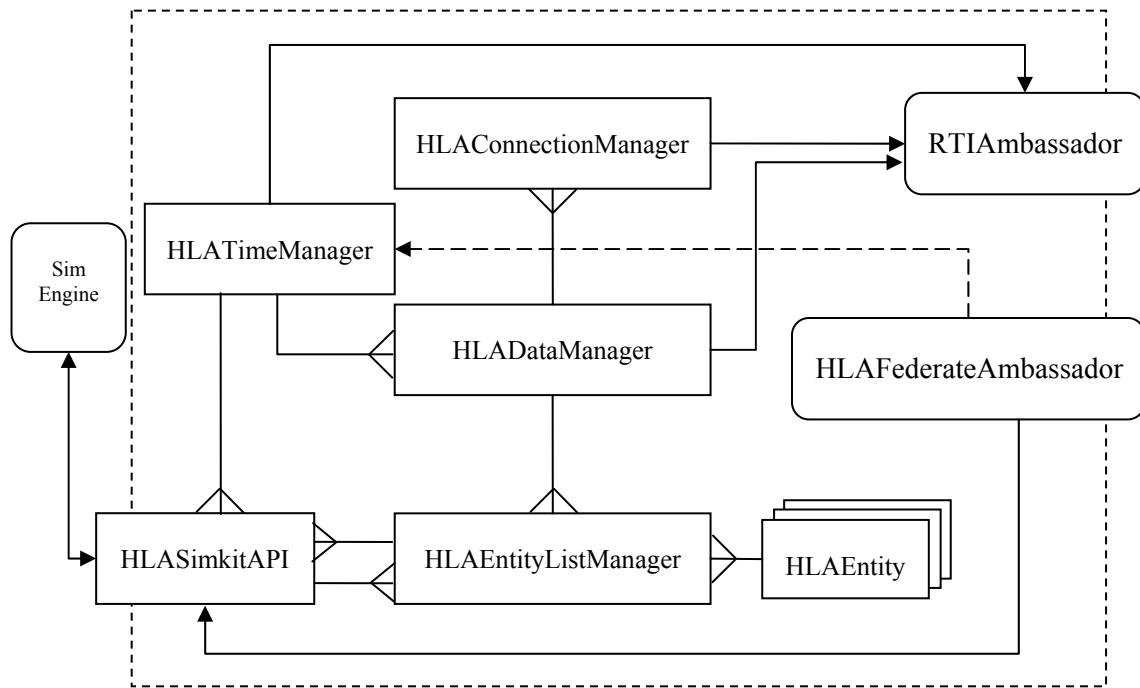 HLAConnectionManager
RTIAmbassador
HLATimeManager
Sim
Engine
HLADataManager
HLAFederateAmbassador
HLASimkitAPI
HLAEntityListManager
HLAEntity